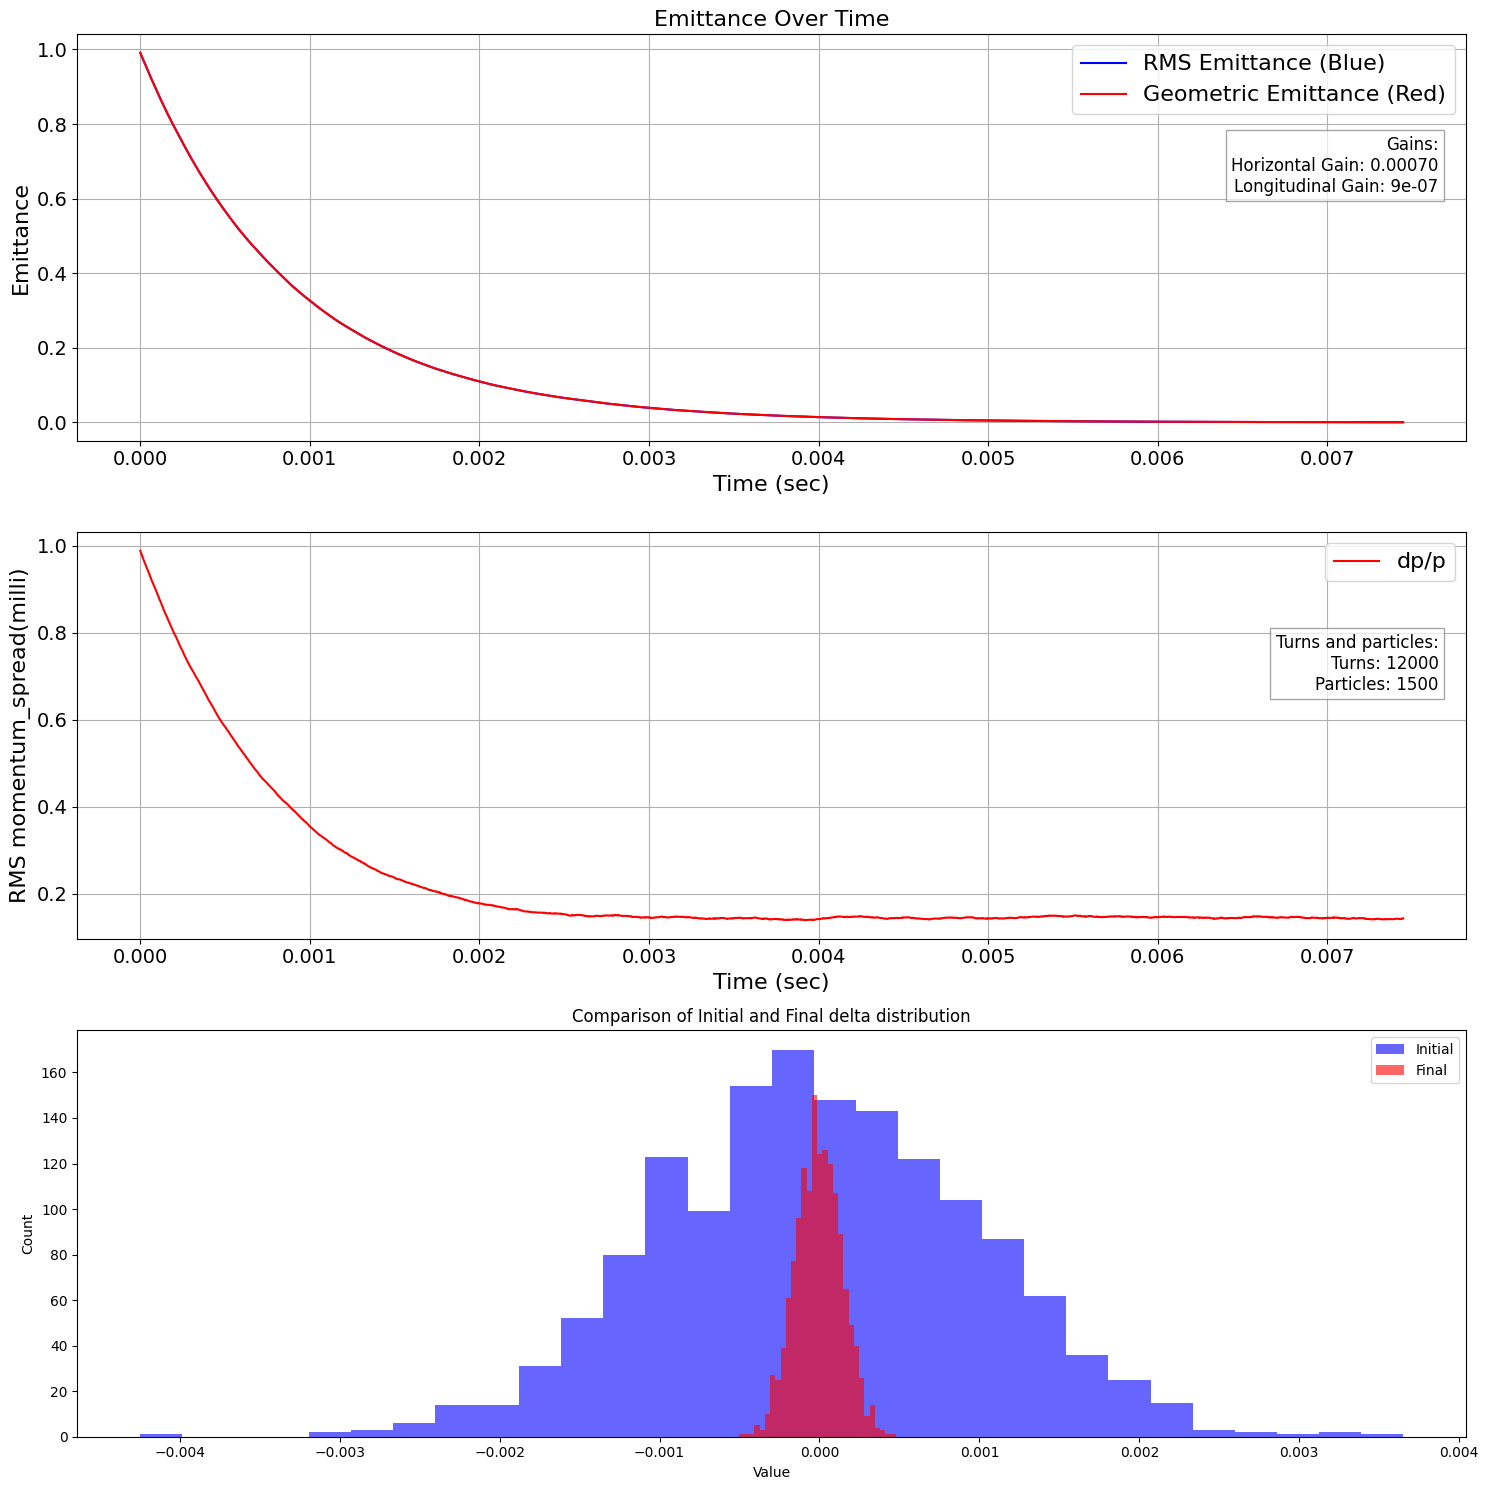 Emittance Over Time
Emittance
1.0
0.8
0.6
0.4
0.2
0.0
RMS Emittance (Blue)
Geometric Emittance (Red)
Gains:
Horizontal Gain: 0.00070
Longitudinal Gain: 9e-07
0.000 0.001 0.002 0.003 0.004 0.005 0.006 0.007
Time (sec)
RMS momentum_spread(milli)
1.0
0.8
0.6
0.4
0.2
dp/p
Turns and particles:
Turns: 12000
Particles: 1500
0.000 0.001 0.002 0.003 0.004 0.005 0.006 0.007
Time (sec)
Comparison of Initial and Final delta distribution
Count
160
140
120
100
80
60
40
20
0
Initial
Final
−0.004 −0.003 −0.002 −0.001 0.000 0.001 0.002 0.003 0.004
Value